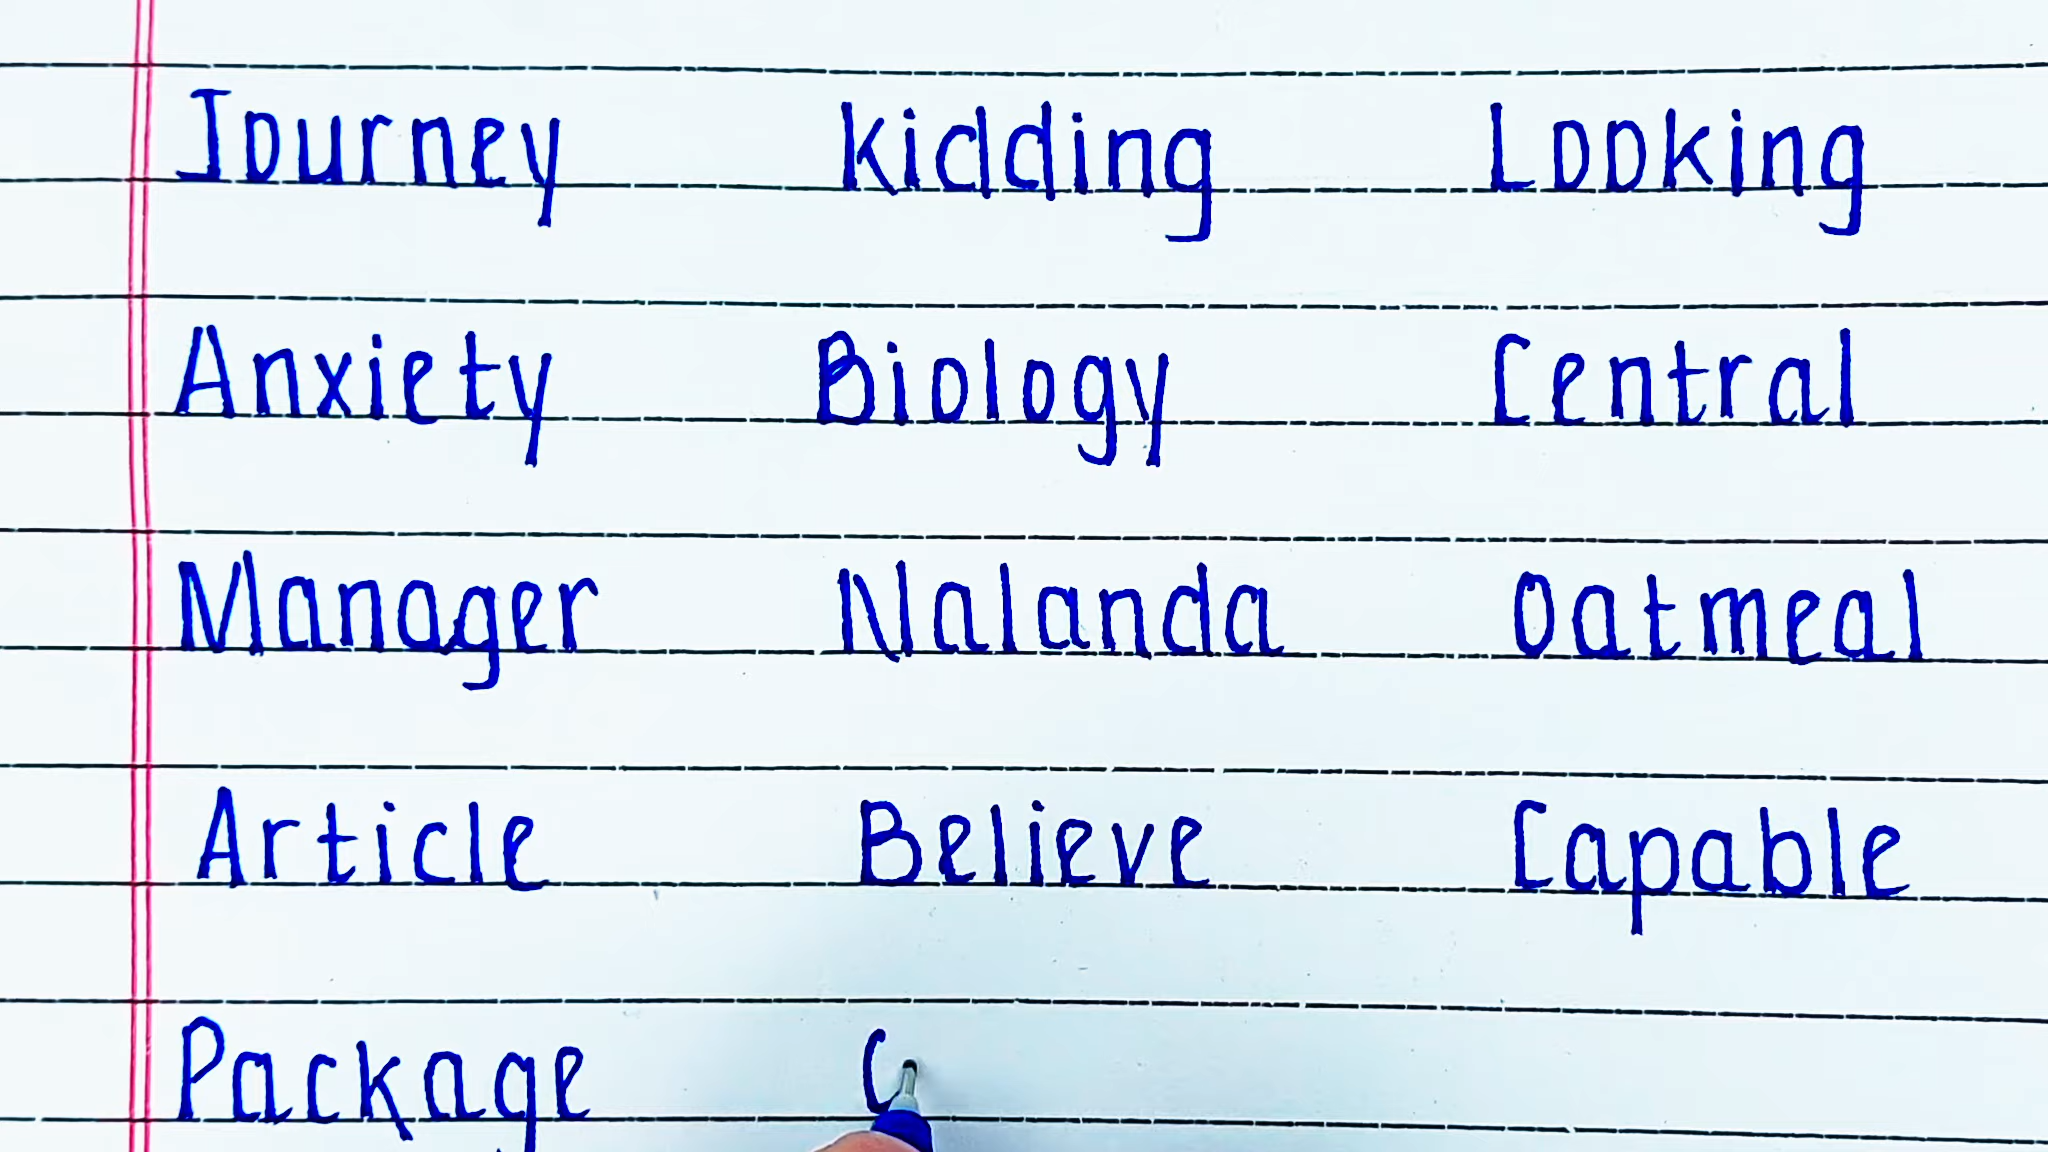 Journey Kidding Looking
Anxiety Biology Central
Manager Nalanda Oatmeal
Article Believe Capable
Package